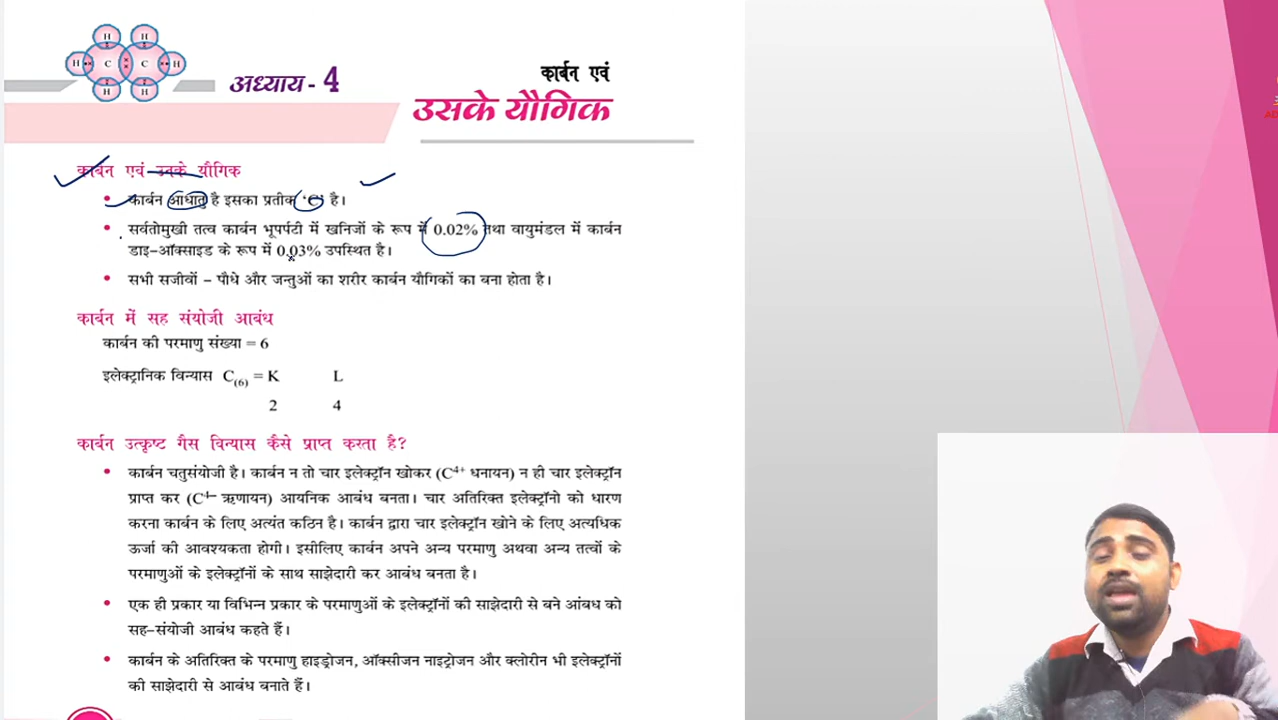 H H
H C C H
H H
अध्याय - 4
कार्बन एवं
उसके यौगिक
कार्बन एवं उनके यौगिक
• कार्बन आधातु है इसका प्रतीक ‘C’ है।
• सर्वतोमुखी तत्व कार्बन भूपर्पटी में खनिजों के रूप में 0.02% तथा वायुमंडल में कार्बन
डाइ–ऑक्साइड के रूप में 0.03% उपस्थित है।
• सभी सजीवों – पौधे और जन्तुओं का शरीर कार्बन यौगिकों का बना होता है।
कार्बन में सह संयोजी आबंध
कार्बन की परमाणु संख्या = 6
इलेक्ट्रानिक विन्यास C(6) = K L
2 4
कार्बन उत्कृष्ट गैस विन्यास कैसे प्राप्त करता है?
• कार्बन चतुसंयोजी है। कार्बन न तो चार इलेक्ट्रॉन खोकर (C⁴⁺ धनायन) न ही चार इलेक्ट्रॉन
प्राप्त कर (C⁴⁻ ऋणायन) आयनिक आबंध बनता। चार अतिरिक्त इलेक्ट्रॉनो को धारण
करना कार्बन के लिए अत्यंत कठिन है। कार्बन द्वारा चार इलेक्ट्रॉन खोने के लिए अत्यधिक
ऊर्जा की आवश्यकता होगी। इसीलिए कार्बन अपने अन्य परमाणु अथवा अन्य तत्वों के
परमाणुओं के इलेक्ट्रॉनों के साथ साझेदारी कर आबंध बनता है।
• एक ही प्रकार या विभिन्न प्रकार के परमाणुओं के इलेक्ट्रॉनों की साझेदारी से बने आंबध को
सह–संयोजी आबंध कहते हैं।
• कार्बन के अतिरिक्त के परमाणु हाइड्रोजन, ऑक्सीजन नाइट्रोजन और क्लोरीन भी इलेक्ट्रॉनों
की साझेदारी से आबंध बनाते हैं।